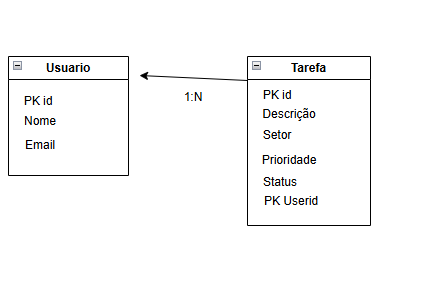 Usuario
PK id
Nome
Email
1:N
Tarefa
PK id
Descrição
Setor
Prioridade
Status
PK Userid